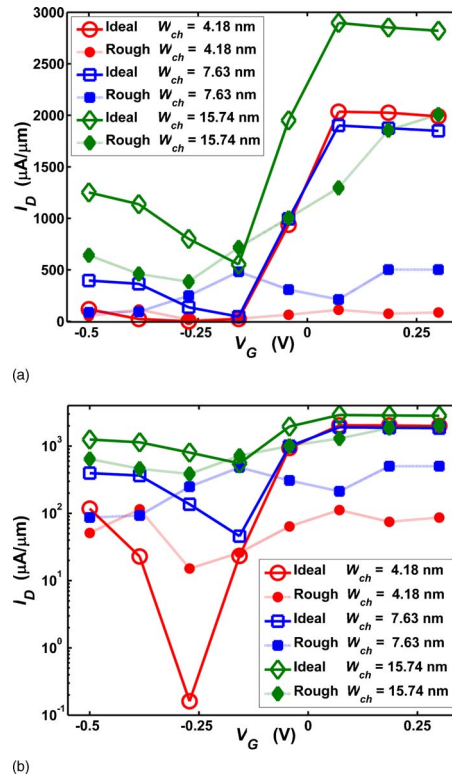 (a)
I_D (μA/μm)
3000
2500
2000
1500
1000
500
0
Ideal W_ch = 4.18 nm
Rough W_ch = 4.18 nm
Ideal W_ch = 7.63 nm
Rough W_ch = 7.63 nm
Ideal W_ch = 15.74 nm
Rough W_ch = 15.74 nm
-0.5 -0.25 0 0.25
V_G (V)
(b)
I_D (μA/μm)
10^3
10^2
10^1
10^0
10^-1
Ideal W_ch = 4.18 nm
Rough W_ch = 4.18 nm
Ideal W_ch = 7.63 nm
Rough W_ch = 7.63 nm
Ideal W_ch = 15.74 nm
Rough W_ch = 15.74 nm
-0.5 -0.25 0 0.25
V_G (V)